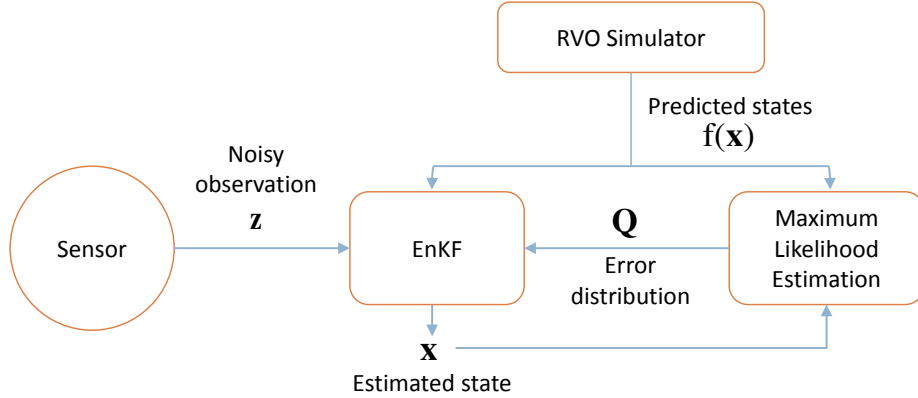 RVO Simulator
Predicted states
f(x)
Noisy
observation
z
Sensor
EnKF
Q
Error
distribution
Maximum
Likelihood
Estimation
x
Estimated state